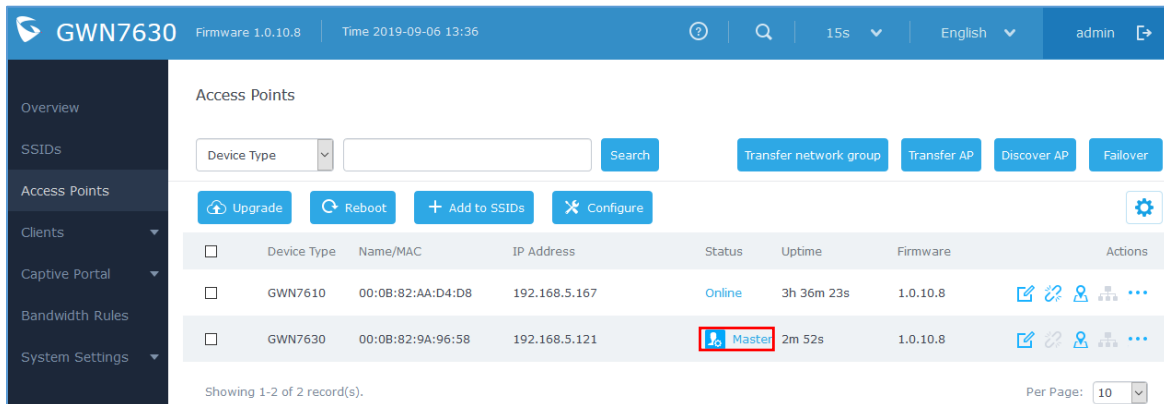 GWN7630 Firmware 1.0.10.8 Time 2019-09-06 13:36 15s English admin
Overview
SSIDs
Access Points
Clients
Captive Portal
Bandwidth Rules
System Settings
Access Points
Device Type Search Transfer network group Transfer AP Discover AP Failover
Upgrade Reboot + Add to SSIDs Configure
Device Type Name/MAC IP Address Status Uptime Firmware Actions
GWN7610 00:0B:82:AA:D4:D8 192.168.5.167 Online 3h 36m 23s 1.0.10.8
GWN7630 00:0B:82:9A:96:58 192.168.5.121 Master 2m 52s 1.0.10.8
Showing 1-2 of 2 record(s). Per Page: 10